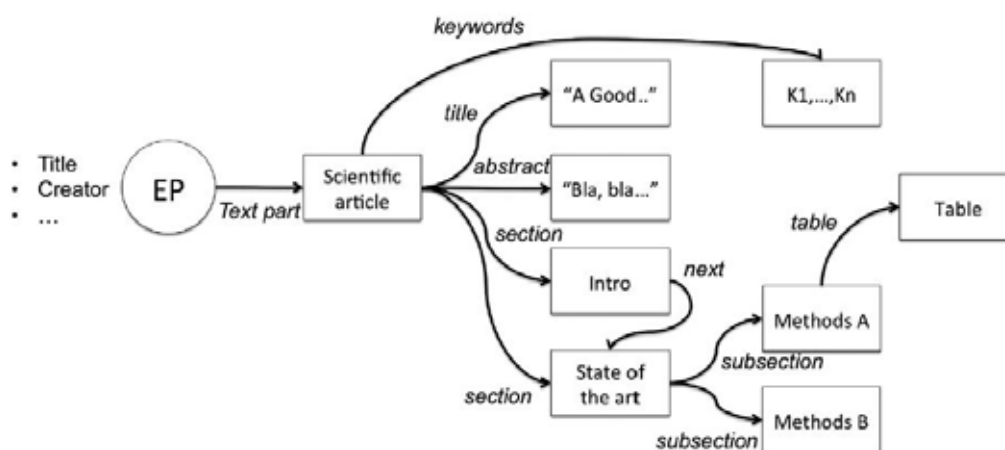 keywords
"A Good.."
K1,...,Kn
title
• Title
• Creator
• ...
EP
Text part
Scientific
article
abstract
"Bla, bla..."
section
Intro
next
table
Table
Methods A
subsection
section
State of
the art
Methods B
subsection